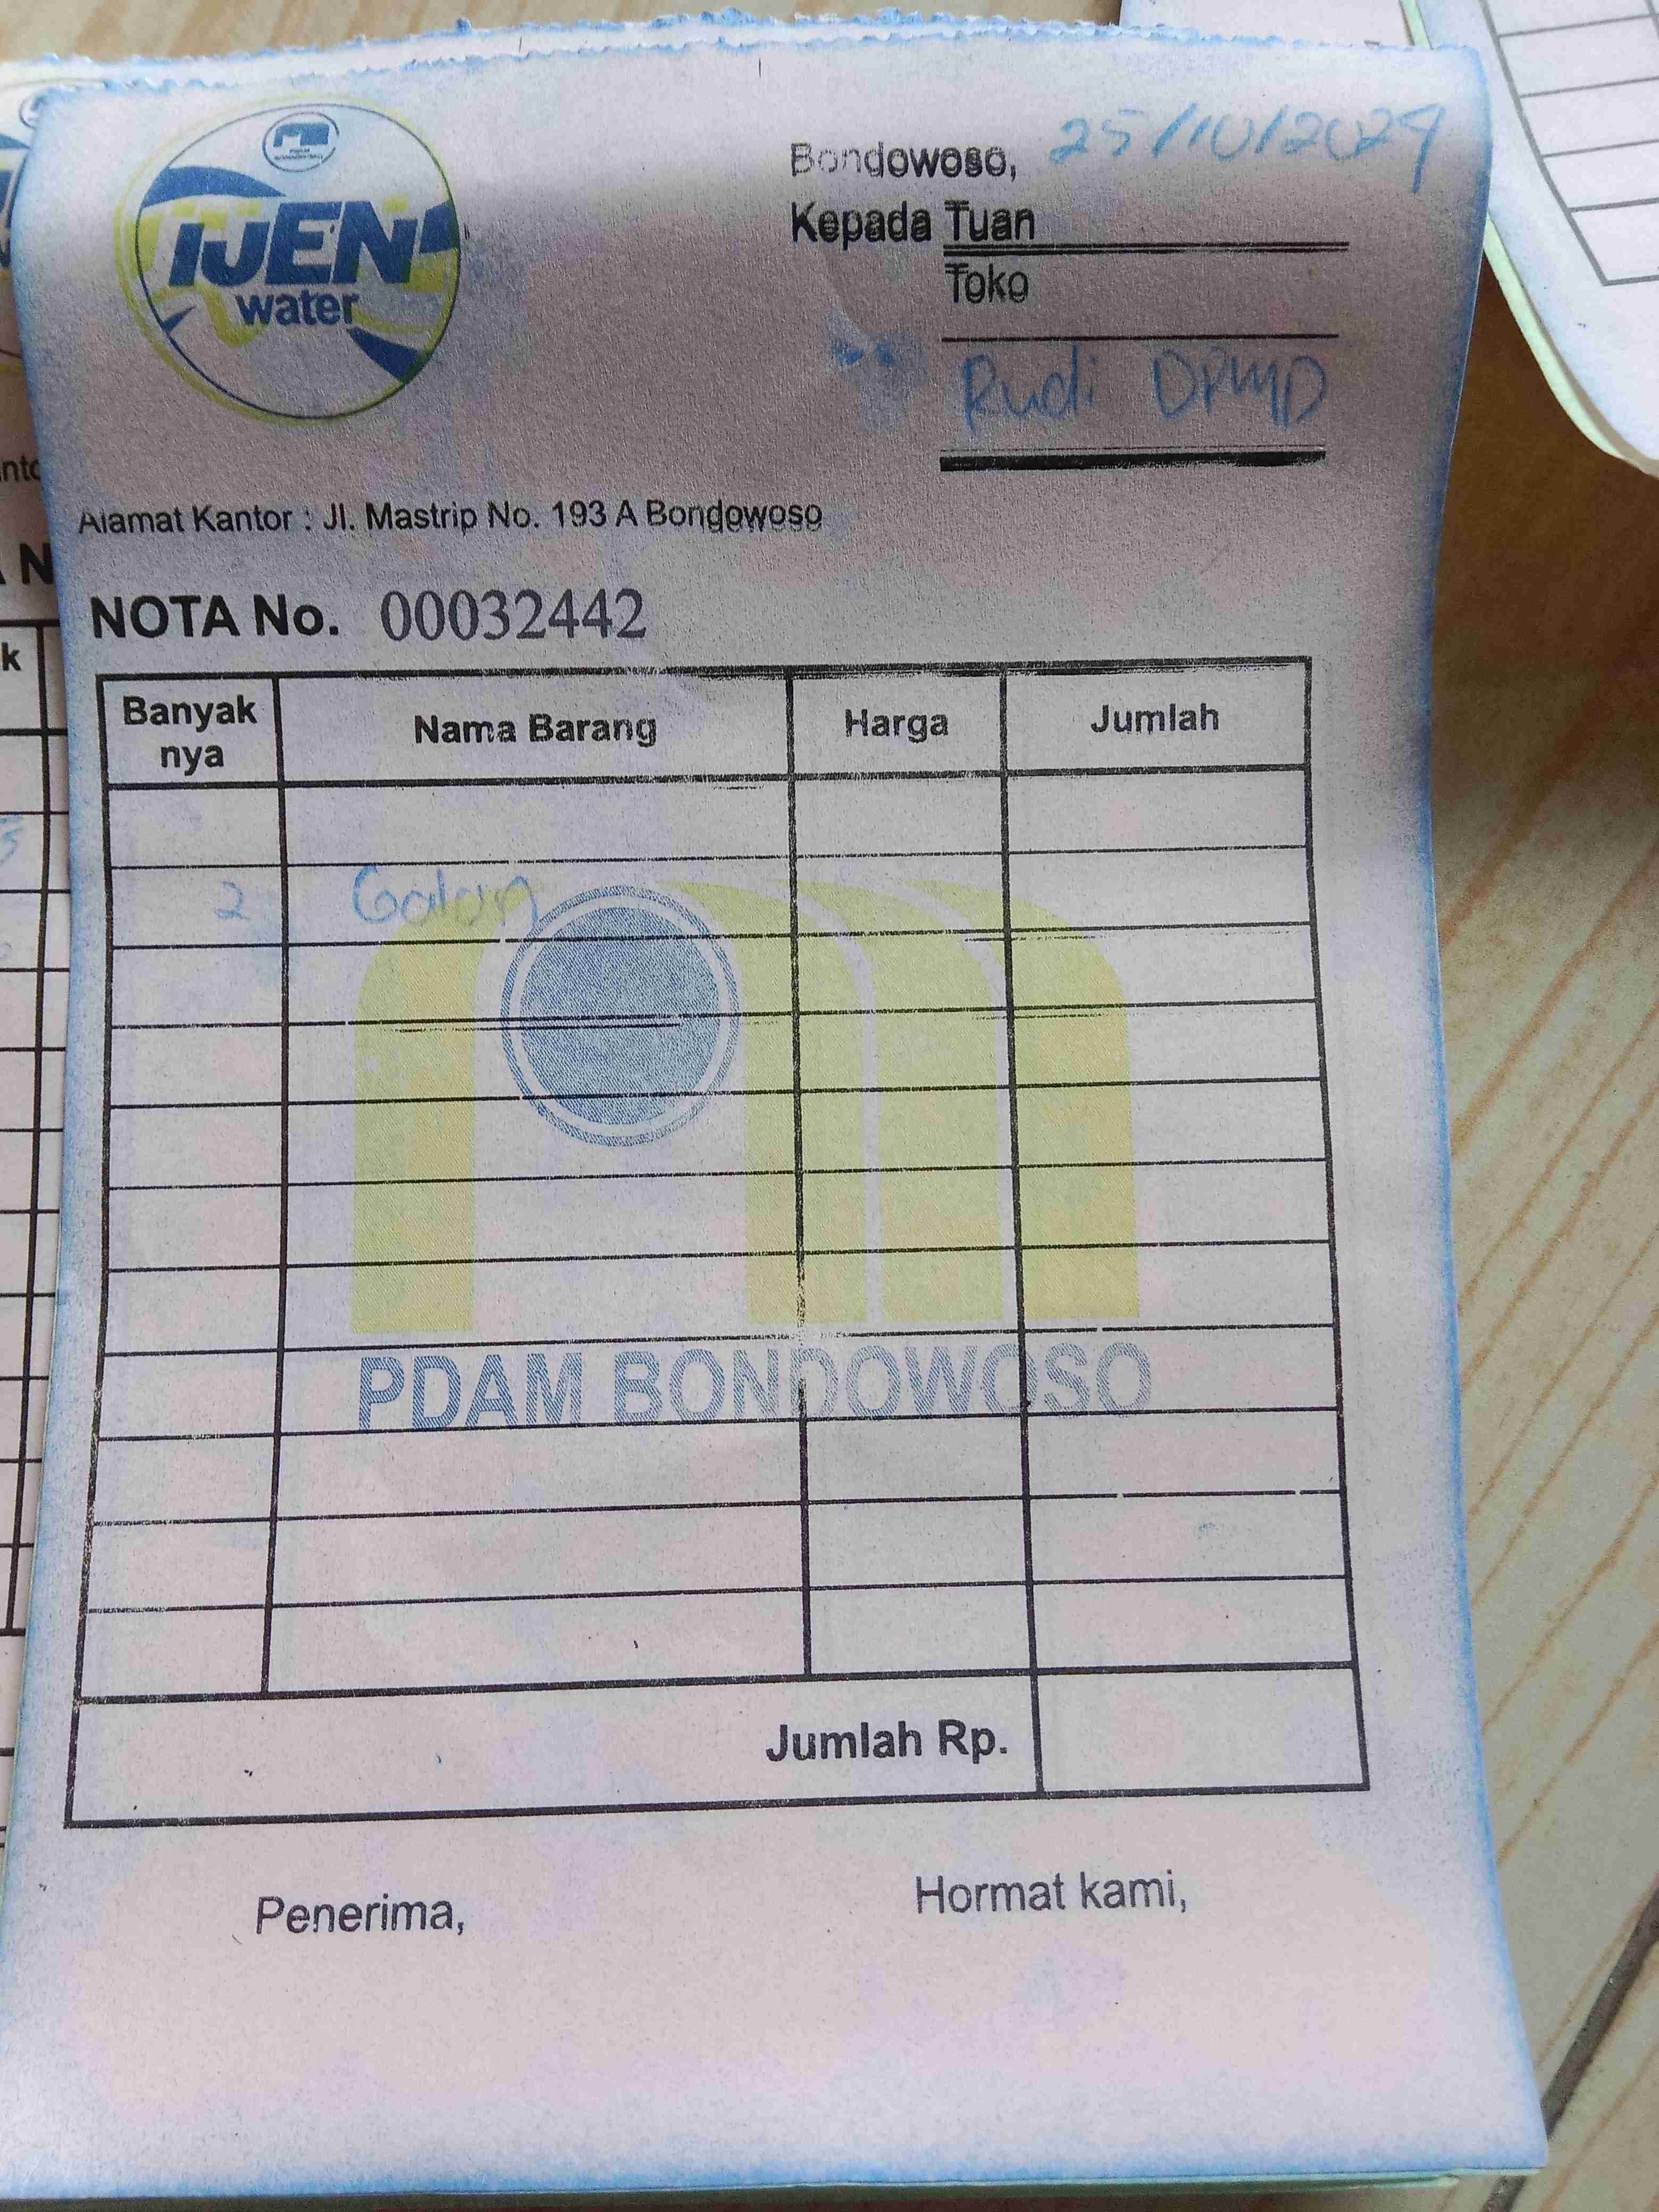 IJEN
water
Bondowoso, 25/10/2024
Kepada Tuan
Toko
Rudi DPMD
Alamat Kantor : Jl. Mastrip No. 193 A Bondowoso
NOTA No. 00032442
Banyak nya Nama Barang Harga Jumlah
2 Galon
PDAM BONDOWOSO
Jumlah Rp.
Penerima, Hormat kami,